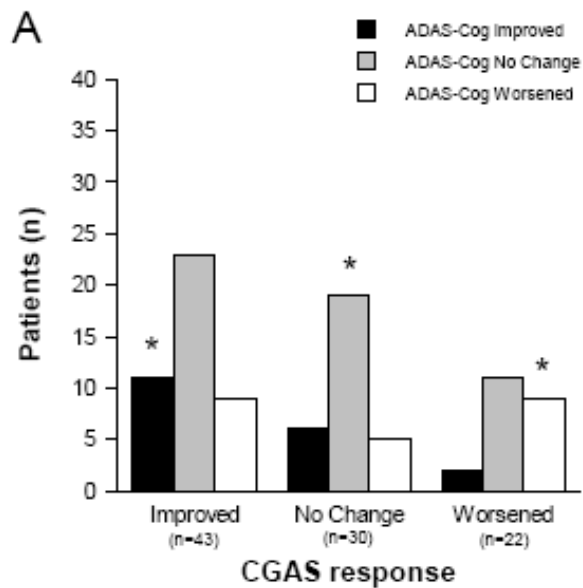 A
ADAS-Cog Improved
ADAS-Cog No Change
ADAS-Cog Worsened
40
35
30
25
20
15
10
5
0
Patients (n)
*
*
*
Improved No Change Worsened
(n=43) (n=30) (n=22)
CGAS response